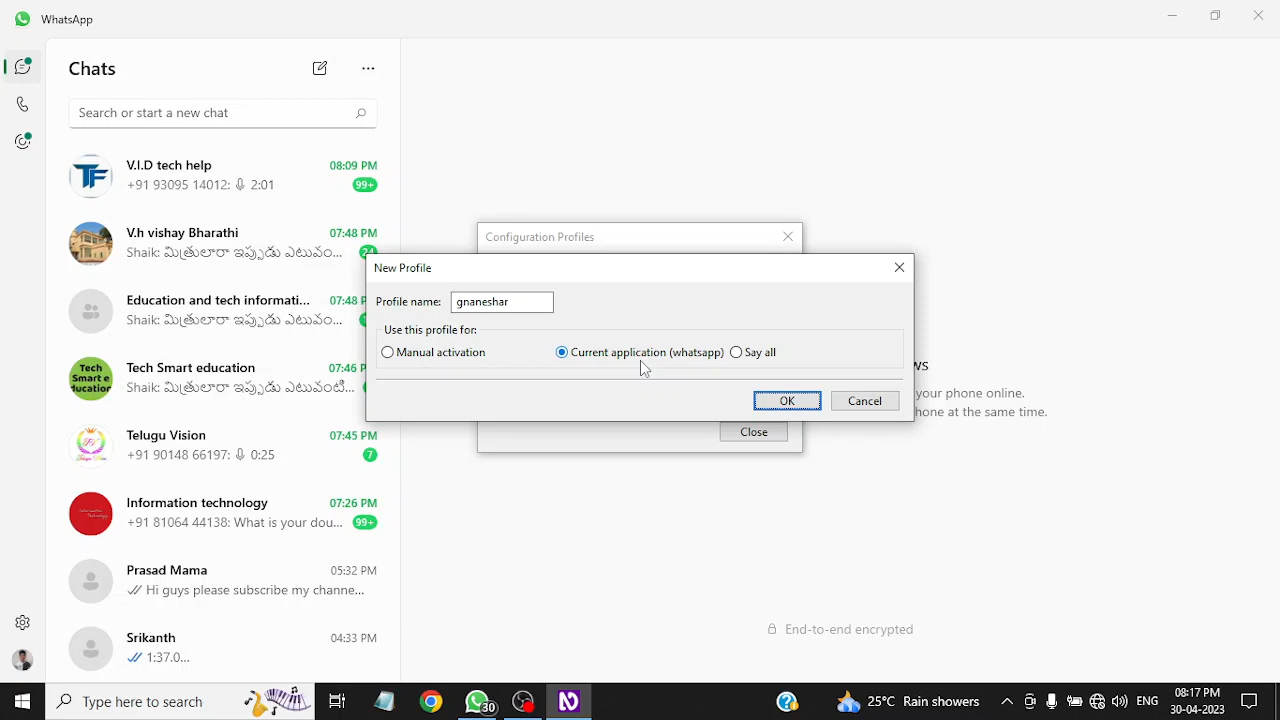 WhatsApp
Chats
Search or start a new chat
V.I.D tech help
08:09 PM
+91 93095 14012: 2:01
99+
V.h vishay Bharathi
07:48 PM
Shaik: మిత్రులారా ఇప్పుడు ఎటువం...
24
Education and tech informati...
07:48 P
Shaik: మిత్రులారా ఇప్పుడు ఎటువం...
Tech Smart education
07:46 P
Shaik: మిత్రులారా ఇప్పుడు ఎటువంటి...
Tech
Smart e
ducation
Telugu Vision
07:45 PM
+91 90148 66197: 0:25
7
Information technology
07:26 PM
+91 81064 44138: What is your dou...
99+
Prasad Mama
05:32 PM
Hi guys please subscribe my channe...
Srikanth
04:33 PM
1:37.0...
Configuration Profiles
New Profile
Profile name: gnaneshar
Use this profile for:
Manual activation
Current application (whatsapp)
Say all
OK
Cancel
Close
ws
your phone online.
hone at the same time.
End-to-end encrypted
Type here to search
30
25°C Rain showers
ENG
08:17 PM
30-04-2023